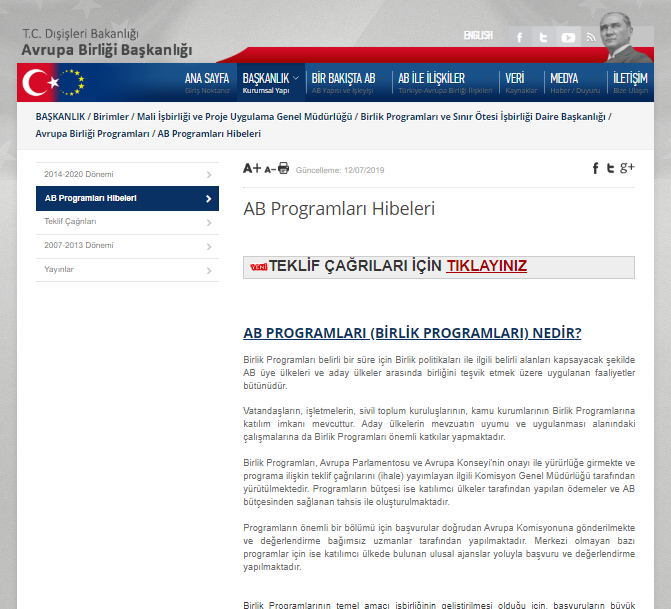 T.C. Dışişleri Bakanlığı
Avrupa Birliği Başkanlığı
ENGLISH
ANA SAYFA
Giriş Noktanız
BAŞKANLIK
Kurumsal Yapı
BİR BAKIŞTA AB
AB Yapısı ve İşleyişi
AB İLE İLİŞKİLER
Türkiye-Avrupa Birliği İlişkileri
VERİ
Kaynaklar
MEDYA
Haber / Duyuru
İLETİŞİM
Bize Ulaşın
BAŞKANLIK / Birimler / Mali İşbirliği ve Proje Uygulama Genel Müdürlüğü / Birlik Programları ve Sınır Ötesi İşbirliği Daire Başkanlığı /
Avrupa Birliği Programları / AB Programları Hibeleri
2014-2020 Dönemi
AB Programları Hibeleri
Teklif Çağrıları
2007-2013 Dönemi
Yayınlar
A+ A- Güncelleme: 12/07/2019
AB Programları Hibeleri
YENİ TEKLİF ÇAĞRILARI İÇİN TIKLAYINIZ
AB PROGRAMLARI (BİRLİK PROGRAMLARI) NEDİR?
Birlik Programları belirli bir süre için Birlik politikaları ile ilgili belirli alanları kapsayacak şekilde
AB üye ülkeleri ve aday ülkeler arasında birliğini teşvik etmek üzere uygulanan faaliyetler
bütünüdür.
Vatandaşların, işletmelerin, sivil toplum kuruluşlarının, kamu kurumlarının Birlik Programlarına
katılım imkanı mevcuttur. Aday ülkelerin mevzuatın uyumu ve uygulanması alanındaki
çalışmalarına da Birlik Programları önemli katkılar yapmaktadır.
Birlik Programları, Avrupa Parlamentosu ve Avrupa Konseyi'nin onayı ile yürürlüğe girmekte ve
programa ilişkin teklif çağrılarını (ihale) yayımlayan ilgili Komisyon Genel Müdürlüğü tarafından
yürütülmektedir. Programların bütçesi ise katılımcı ülkeler tarafından yapılan ödemeler ve AB
bütçesinden sağlanan tahsis ile oluşturulmaktadır.
Programların önemli bir bölümü için başvurular doğrudan Avrupa Komisyonuna gönderilmekte
ve değerlendirme bağımsız uzmanlar tarafından yapılmaktadır. Merkezi olmayan bazı
programlar için ise katılımcı ülkede bulunan ulusal ajanslar yoluyla başvuru ve değerlendirme
yapılmaktadır.
Birlik Programlarının temel amacı işbirliğinin geliştirilmesi olduğu için, başvuruların büyük